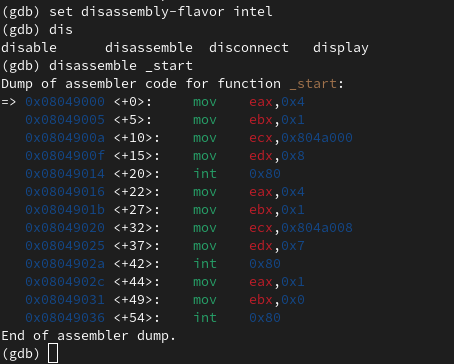 (gdb) set disassembly-flavor intel
(gdb) dis
disable      disassemble  disconnect   display
(gdb) disassemble _start
Dump of assembler code for function _start:
=> 0x08049000 <+0>:     mov    eax,0x4
   0x08049005 <+5>:     mov    ebx,0x1
   0x0804900a <+10>:    mov    ecx,0x804a000
   0x0804900f <+15>:    mov    edx,0x8
   0x08049014 <+20>:    int    0x80
   0x08049016 <+22>:    mov    eax,0x4
   0x0804901b <+27>:    mov    ebx,0x1
   0x08049020 <+32>:    mov    ecx,0x804a008
   0x08049025 <+37>:    mov    edx,0x7
   0x0804902a <+42>:    int    0x80
   0x0804902c <+44>:    mov    eax,0x1
   0x08049031 <+49>:    mov    ebx,0x0
   0x08049036 <+54>:    int    0x80
End of assembler dump.
(gdb)